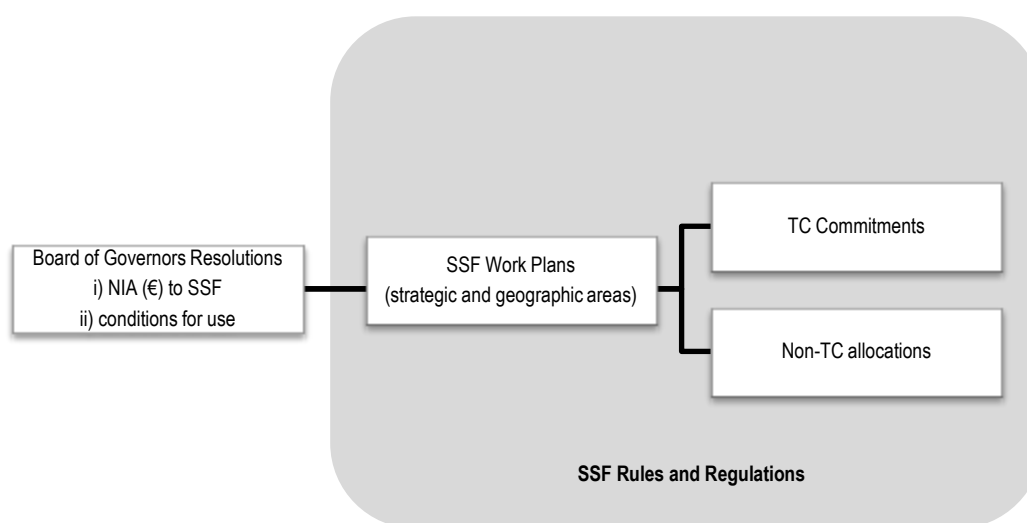 Board of Governors Resolutions
i) NIA (€) to SSF
ii) conditions for use
SSF Work Plans
(strategic and geographic areas)
TC Commitments
Non-TC allocations
SSF Rules and Regulations